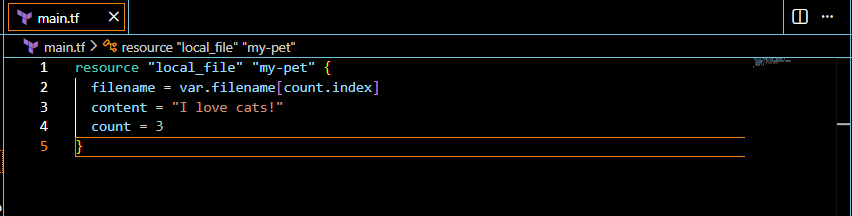 main.tf
main.tf > resource "local_file" "my-pet"
1 resource "local_file" "my-pet" {
2   filename = var.filename[count.index]
3   content = "I love cats!"
4   count = 3
5 }